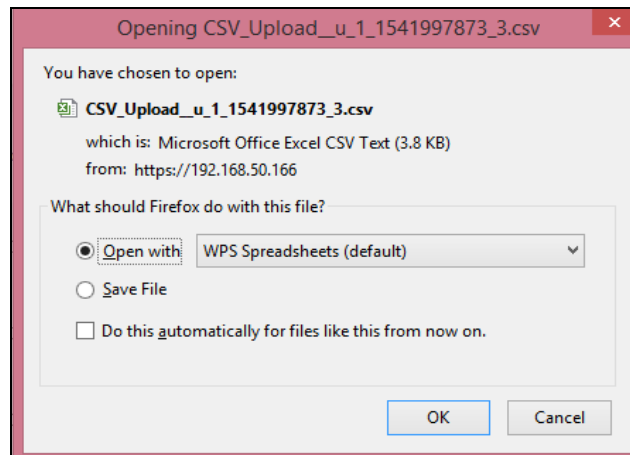 Opening CSV_Upload__u_1_1541997873_3.csv
You have chosen to open:
CSV_Upload__u_1_1541997873_3.csv
which is: Microsoft Office Excel CSV Text (3.8 KB)
from: https://192.168.50.166
What should Firefox do with this file?
Open with WPS Spreadsheets (default)
Save File
Do this automatically for files like this from now on.
OK Cancel